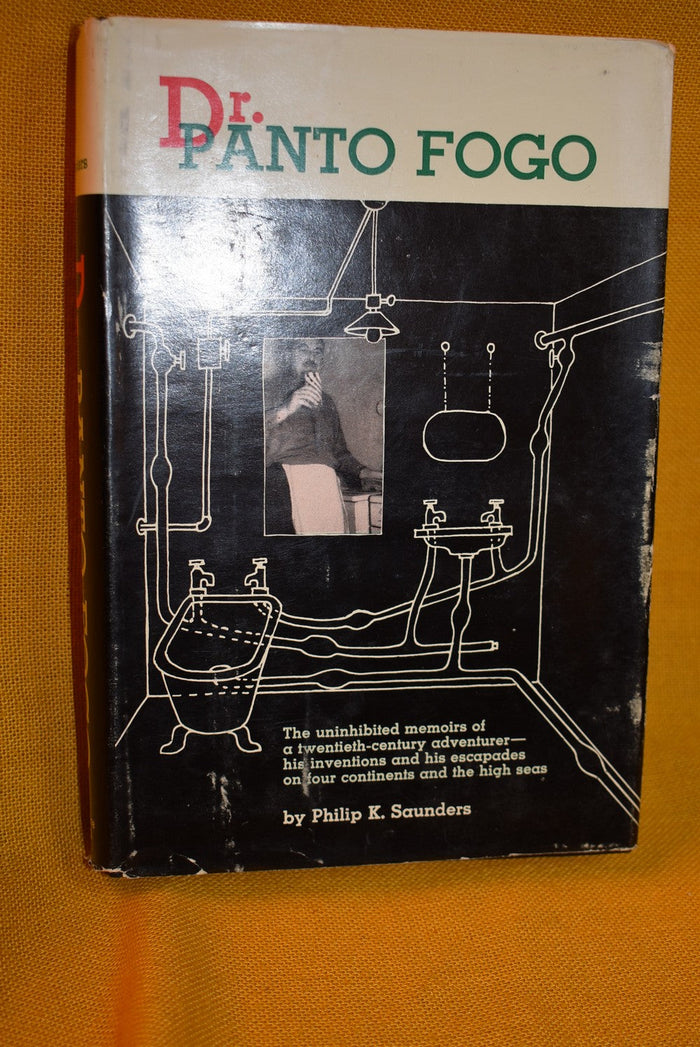 Dr.
PANTO FOGO
The uninhibited memoirs of
a twentieth-century adventurer—
his inventions and his escapades
on four continents and the high seas
by Philip K. Saunders